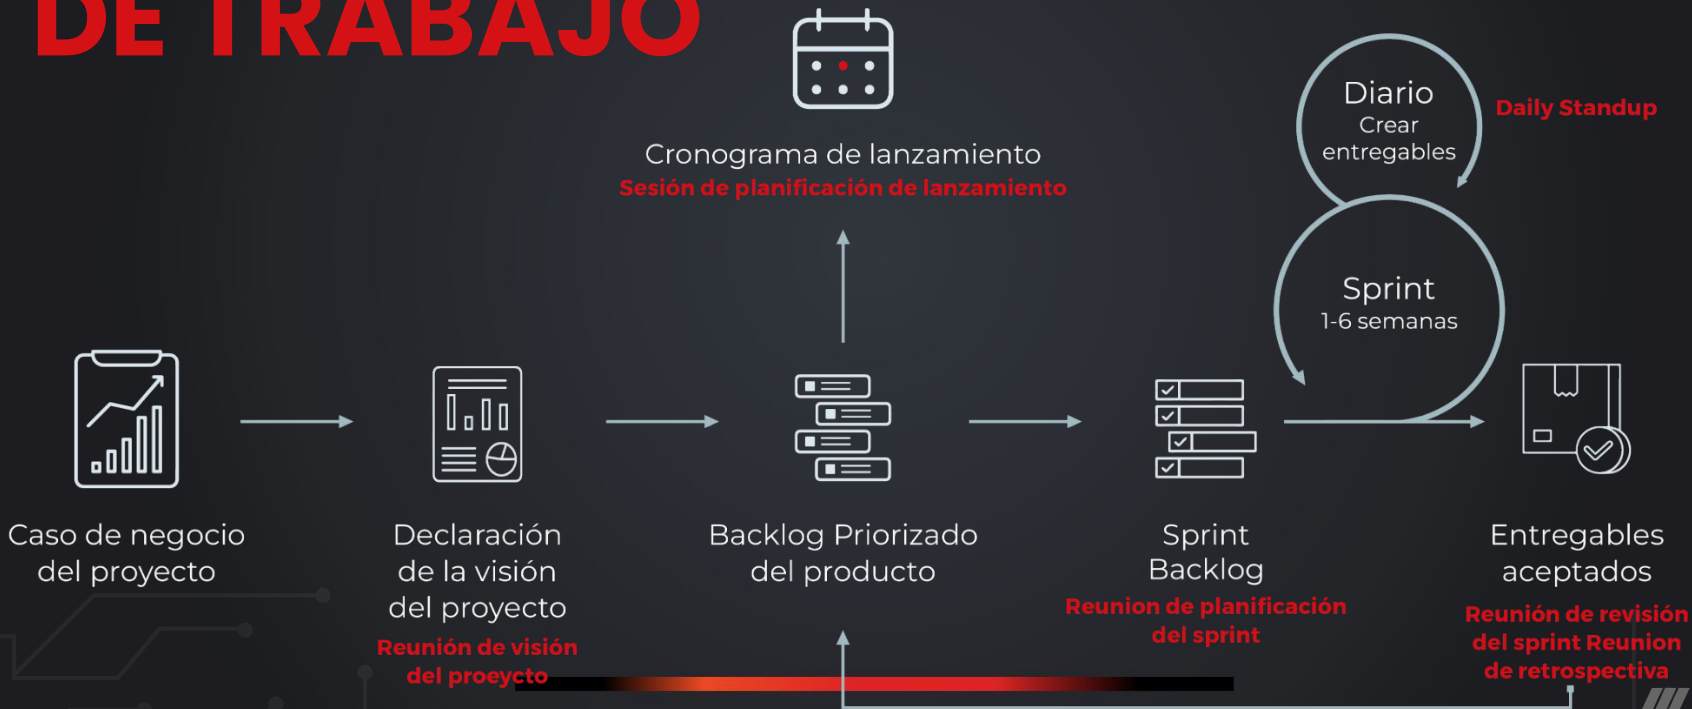 DE TRABAJO
Cronograma de lanzamiento
Sesión de planificación de lanzamiento
Diario
Crear
entregables
Daily Standup
Sprint
1-6 semanas
Caso de negocio
del proyecto
Declaración
de la visión
del proyecto
Reunión de visión
del proeycto
Backlog Priorizado
del producto
Sprint
Backlog
Reunion de planificación
del sprint
Entregables
aceptados
Reunión de revisión
del sprint Reunion
de retrospectiva